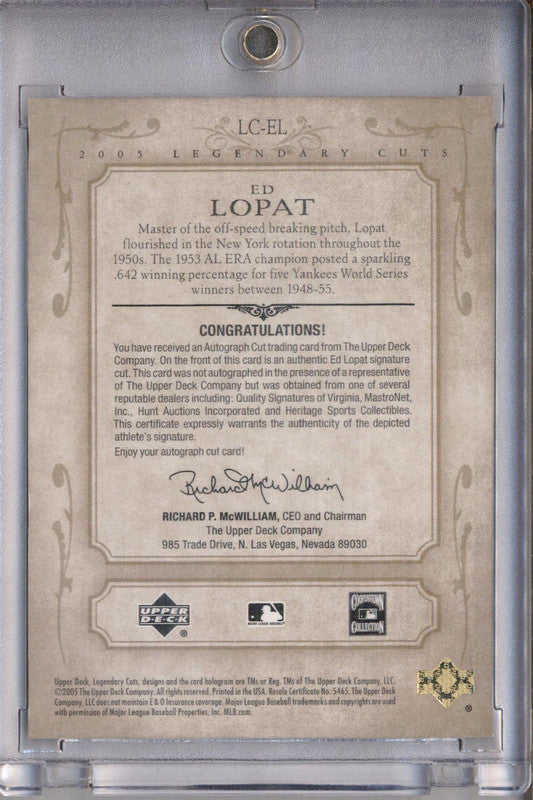 LC-EL
2005 LEGENDARY CUTS
ED
LOPAT
Master of the off-speed breaking pitch, Lopat
flourished in the New York rotation throughout the
1950s. The 1953 AL ERA champion posted a sparkling
.642 winning percentage for five Yankees World Series
winners between 1948-55.
CONGRATULATIONS!
You have received an Autograph Cut trading card from The Upper Deck
Company. On the front of this card is an authentic Ed Lopat signature
cut. This card was not autographed in the presence of a representative
of The Upper Deck Company but was obtained from one of several
reputable dealers including: Quality Signatures of Virginia, MastroNet,
Inc., Hunt Auctions Incorporated and Heritage Sports Collectibles.
This certificate expressly warrants the authenticity of the depicted
athlete's signature.
Enjoy your autograph cut card!
Richard P. McWilliam
RICHARD P. McWILLIAM, CEO and Chairman
The Upper Deck Company
985 Trade Drive, N. Las Vegas, Nevada 89030
UPPER DECK ®
MAJOR LEAGUE BASEBALL
COOPERSTOWN COLLECTION
Upper Deck, Legendary Cuts, designs and the card hologram are TMs or Reg. TMs of The Upper Deck Company, LLC.
©2005 The Upper Deck Company. All rights reserved. Printed in the USA. Resale Certificate No. 5465. The Upper Deck
Company, LLC does not maintain E & O Insurance coverage. Major League Baseball trademarks and copyrights are used
with permission of Major League Baseball Properties, Inc. MLB.com.
®